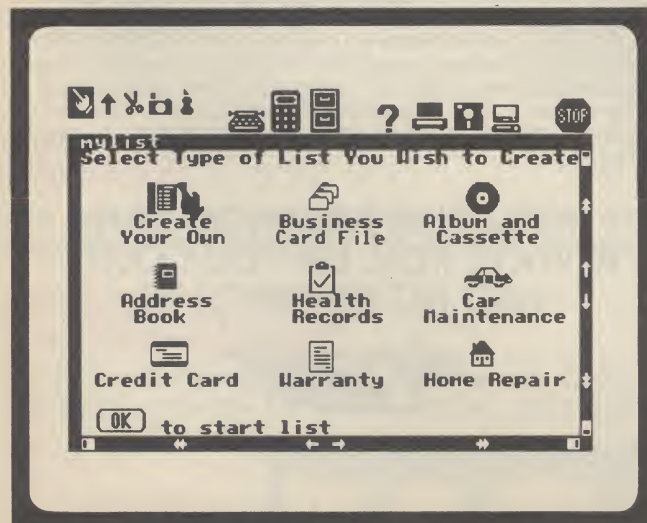 ?
STOP
mylist
Select Type of List You Wish to Create
Create
Your Own
Business
Card File
Album and
Cassette
Address
Book
Health
Records
Car
Maintenance
Credit Card
Warranty
Home Repair
OK to start list